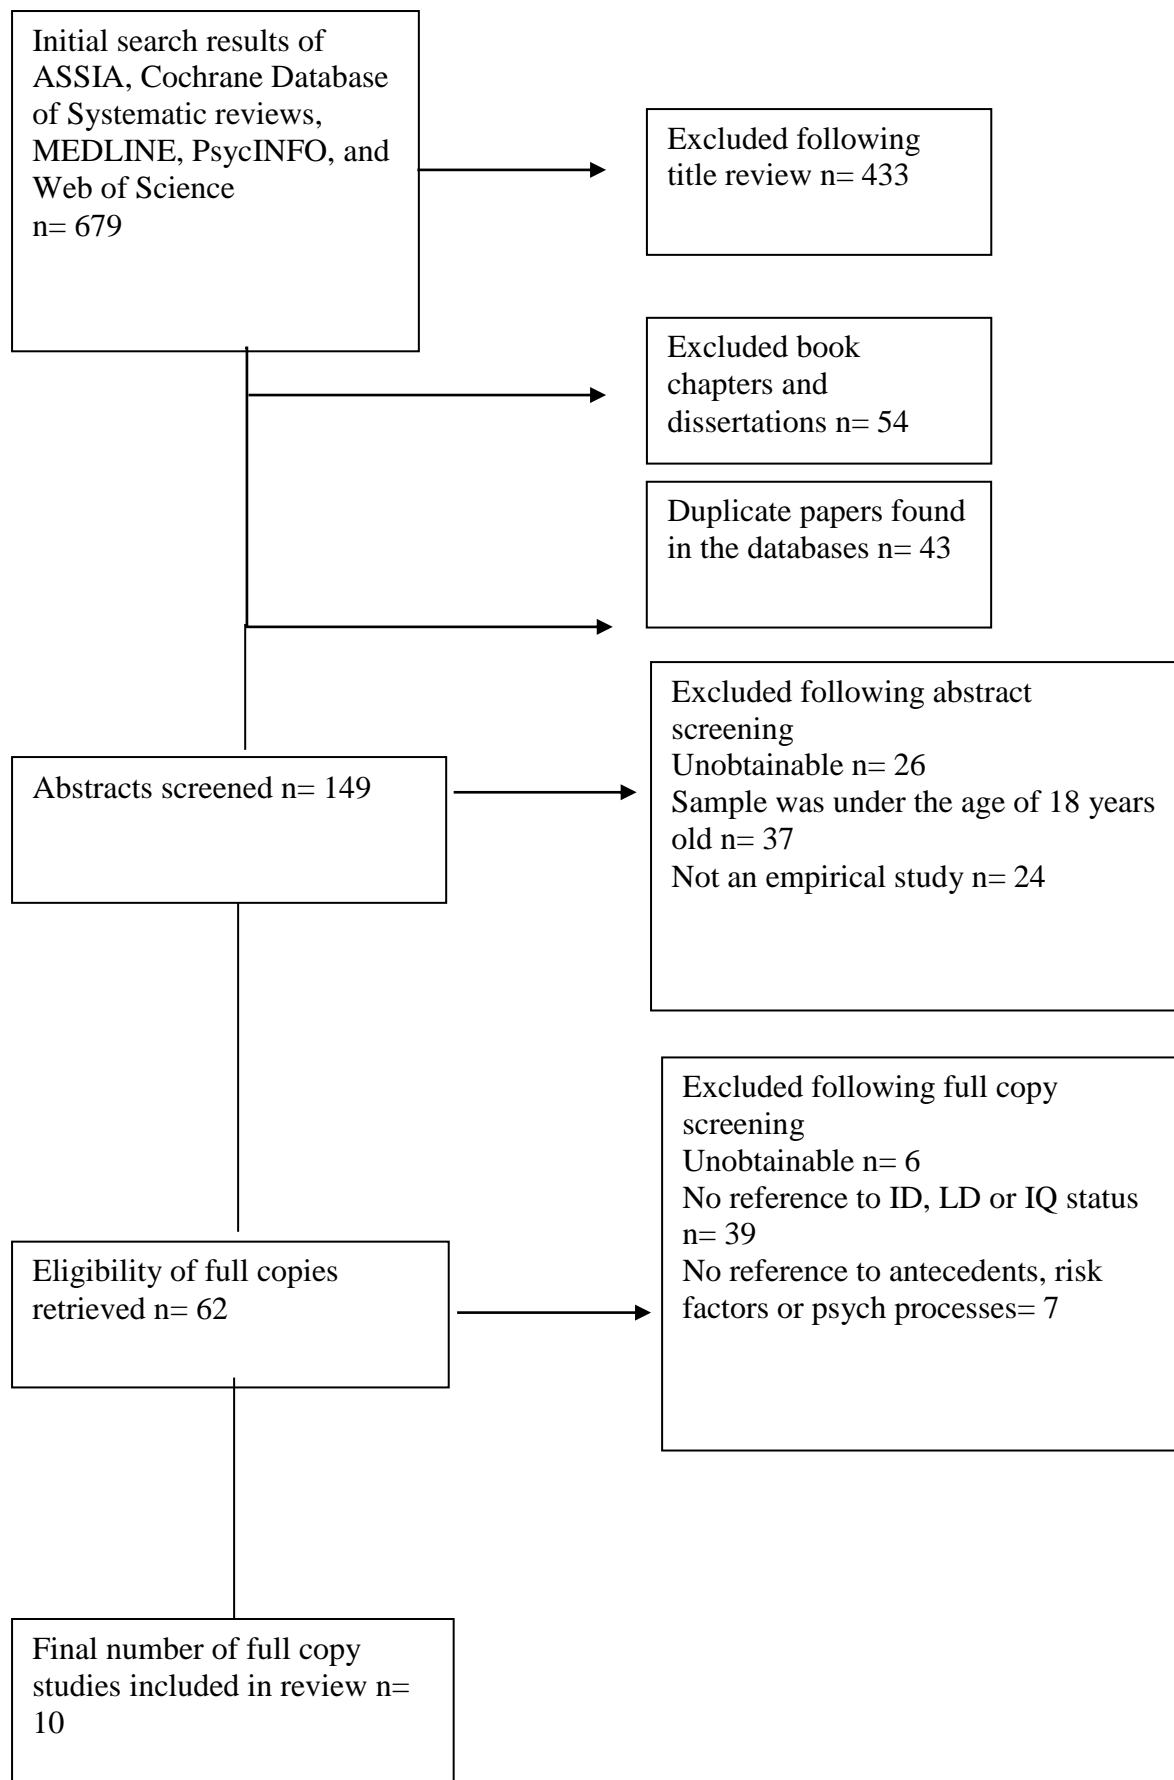 Initial search results of
ASSIA, Cochrane Database
of Systematic reviews,
MEDLINE, PsycINFO, and
Web of Science
n= 679
Excluded following
title review n= 433
Excluded book
chapters and
dissertations n= 54
Duplicate papers found
in the databases n= 43
Abstracts screened n= 149
Excluded following abstract
screening
Unobtainable n= 26
Sample was under the age of 18 years
old n= 37
Not an empirical study n= 24
Eligibility of full copies
retrieved n= 62
Excluded following full copy
screening
Unobtainable n= 6
No reference to ID, LD or IQ status
n= 39
No reference to antecedents, risk
factors or psych processes= 7
Final number of full copy
studies included in review n=
10